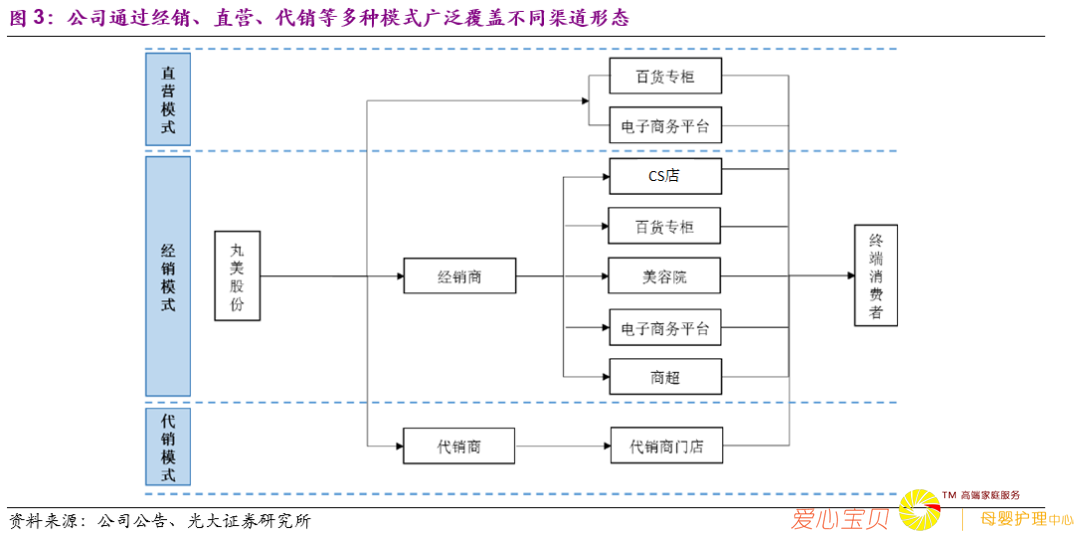 图 3：公司通过经销、直营、代销等多种模式广泛覆盖不同渠道形态
直营模式
百货专柜
电子商务平台
经销模式
丸美股份
经销商
CS店
百货专柜
美容院
电子商务平台
商超
终端消费者
代销模式
代销商
代销商门店
资料来源：公司公告、光大证券研究所
爱心宝贝
TM 高端家庭服务
母婴护理中心